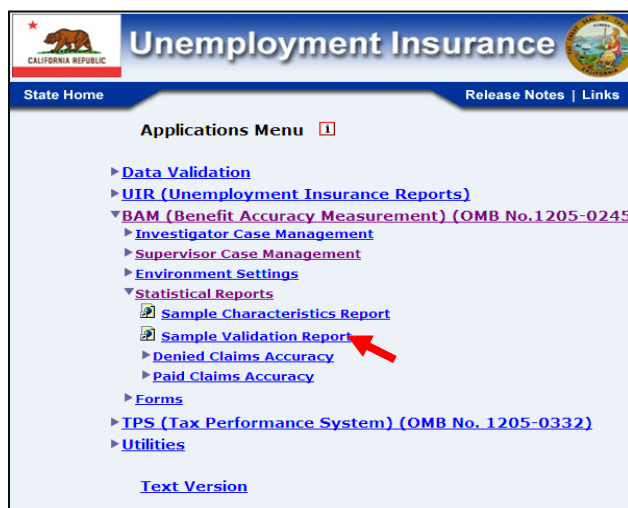 CALIFORNIA REPUBLIC
Unemployment Insurance
State Home
Release Notes | Links
Applications Menu
Data Validation
UIR (Unemployment Insurance Reports)
BAM (Benefit Accuracy Measurement) (OMB No.1205-0245
Investigator Case Management
Supervisor Case Management
Environment Settings
Statistical Reports
Sample Characteristics Report
Sample Validation Report
Denied Claims Accuracy
Paid Claims Accuracy
Forms
TPS (Tax Performance System) (OMB No. 1205-0332)
Utilities
Text Version